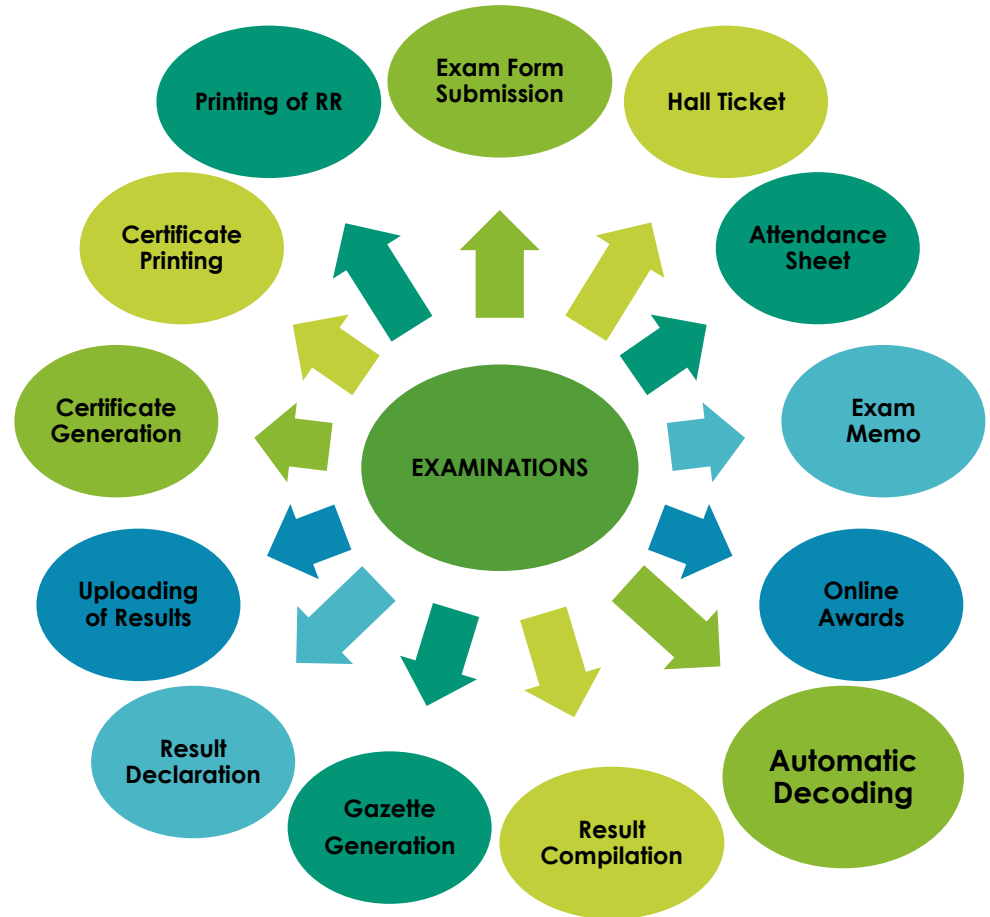 Exam Form
Submission
Hall Ticket
Attendance
Sheet
Exam
Memo
Online
Awards
Automatic
Decoding
Result
Compilation
Gazette
Generation
Result
Declaration
Uploading
of Results
Certificate
Generation
Certificate
Printing
Printing of RR
EXAMINATIONS